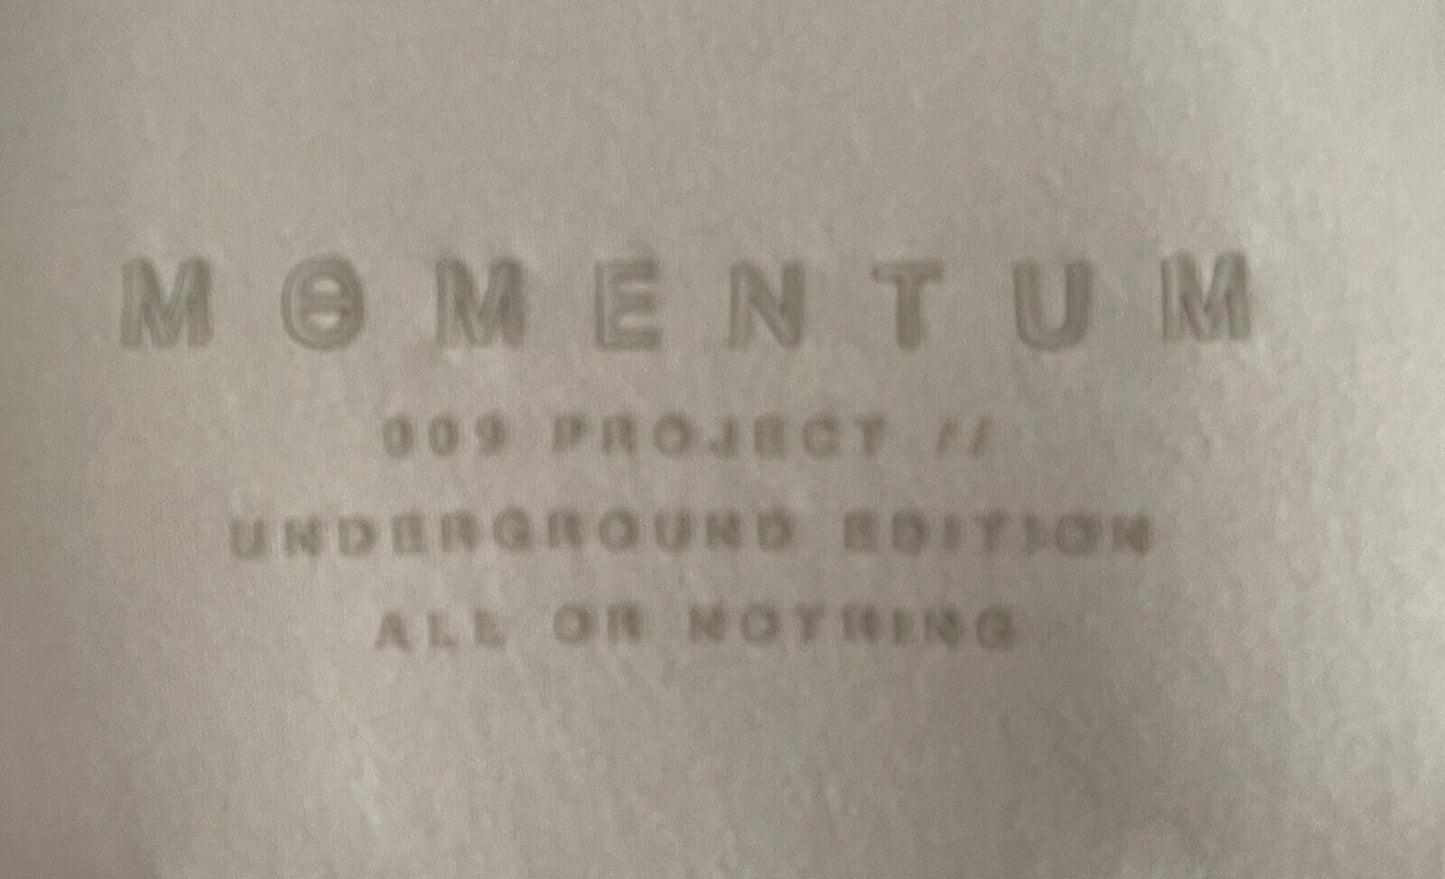 MΘMENTUM
009 PROJECT //
UNDERGROUND EDITION
ALL OR NOTHING